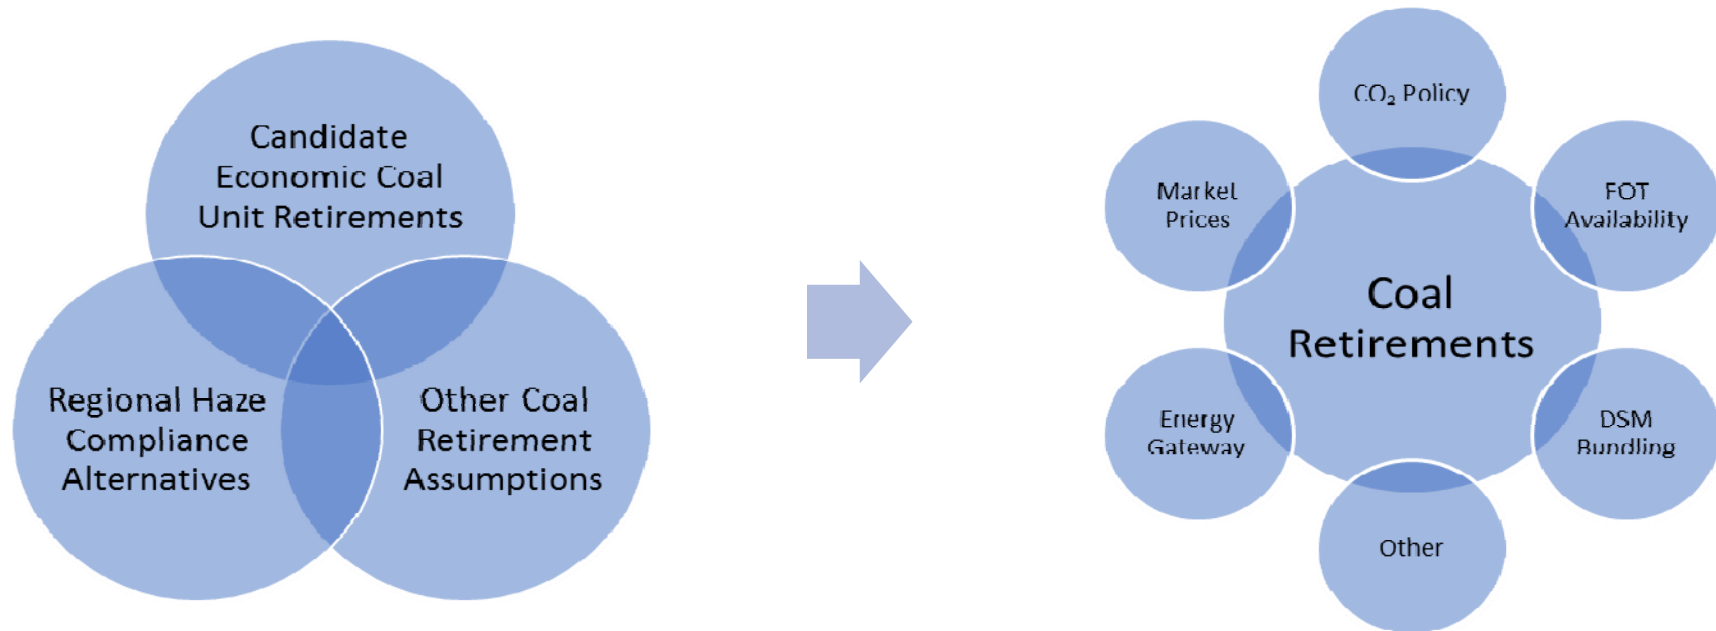 Candidate
Economic Coal
Unit Retirements
Regional Haze
Compliance
Alternatives
Other Coal
Retirement
Assumptions
CO₂ Policy
Market
Prices
FOT
Availability
Coal
Retirements
Energy
Gateway
DSM
Bundling
Other